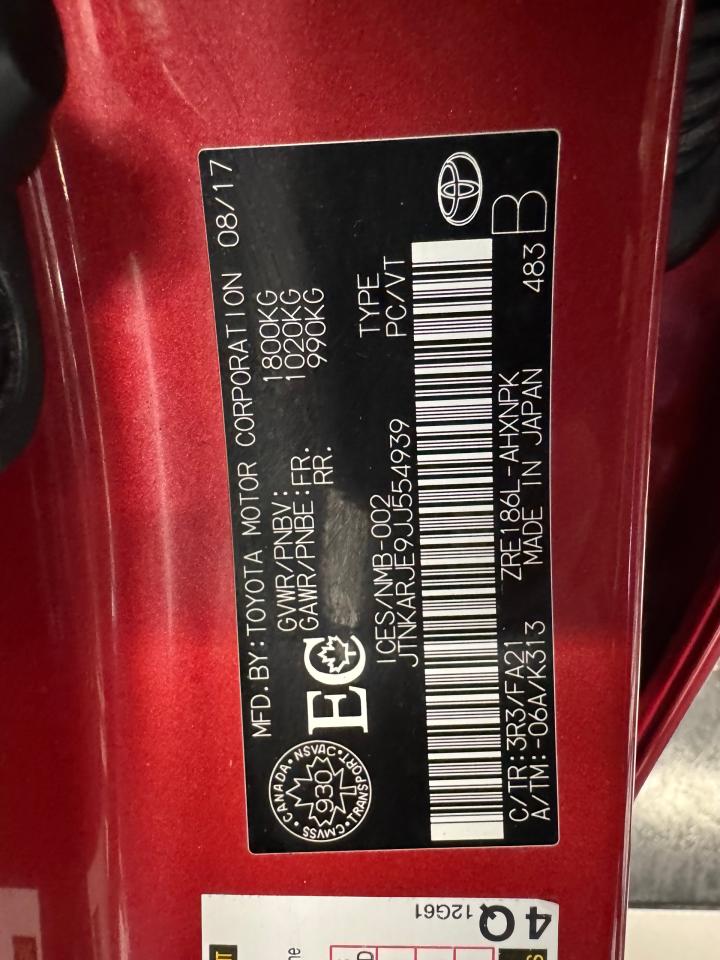 MFD.BY:TOYOTA MOTOR CORPORATION 08/17
GVWR/PNBV: 1800KG
GAWR/PNBE:FR. 1020KG
RR. 990KG
CANADA
NSVAC
TRANSPORT
CMVSS
930
EC
ICES/NMB-002 TYPE
JTNKARJE9JJ554939 PC/VT
C/TR:3R3/FA21 ZRE186L-AHXNPK 483 B
A/TM:-06A/K313 MADE IN JAPAN
4Q
12G61